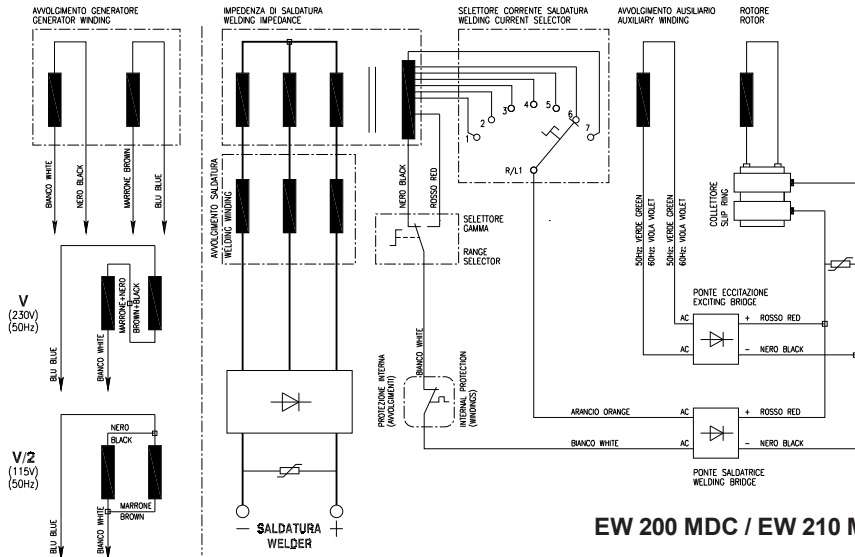 AVVOLGIMENTO GENERATORE
GENERATOR WINDING
BIANCO WHITE
NERO BLACK
MARRONE BROWN
BLU BLUE
IMPEDENZA DI SALDATURA
WELDING IMPEDANCE
AVVOLGIMENTO SALDATURA
WELDING WINDING
SELETTORE CORRENTE SALDATURA
WELDING CURRENT SELECTOR
1
2
3
4
5
6
7
R/L1
NERO BLACK
ROSSO RED
SELETTORE
GAMMA
RANGE
SELECTOR
AVVOLGIMENTO AUSILIARIO
AUXILIARY WINDING
50Hz: VERDE GREEN
60Hz: VIOLA VIOLET
50Hz: VERDE GREEN
60Hz: VIOLA VIOLET
ROTORE
ROTOR
COLLETTORE
SLIP RING
V
(230V)
(50Hz)
BLU BLUE
BIANCO WHITE
MARRONE+NERO
BROWN+BLACK
V/2
(115V)
(50Hz)
NERO
BLACK
MARRONE
BROWN
BLU BLUE
BIANCO WHITE
BIANCO WHITE
PROTEZIONE INTERNA
(AVVOLGIMENTI)
INTERNAL PROTECTION
(WINDINGS)
PONTE ECCITAZIONE
EXCITING BRIDGE
AC
+ ROSSO RED
AC
− NERO BLACK
ARANCIO ORANGE
AC
+ ROSSO RED
BIANCO WHITE
AC
− NERO BLACK
PONTE SALDATRICE
WELDING BRIDGE
− SALDATURA +
WELDER
EW 200 MDC / EW 210 M